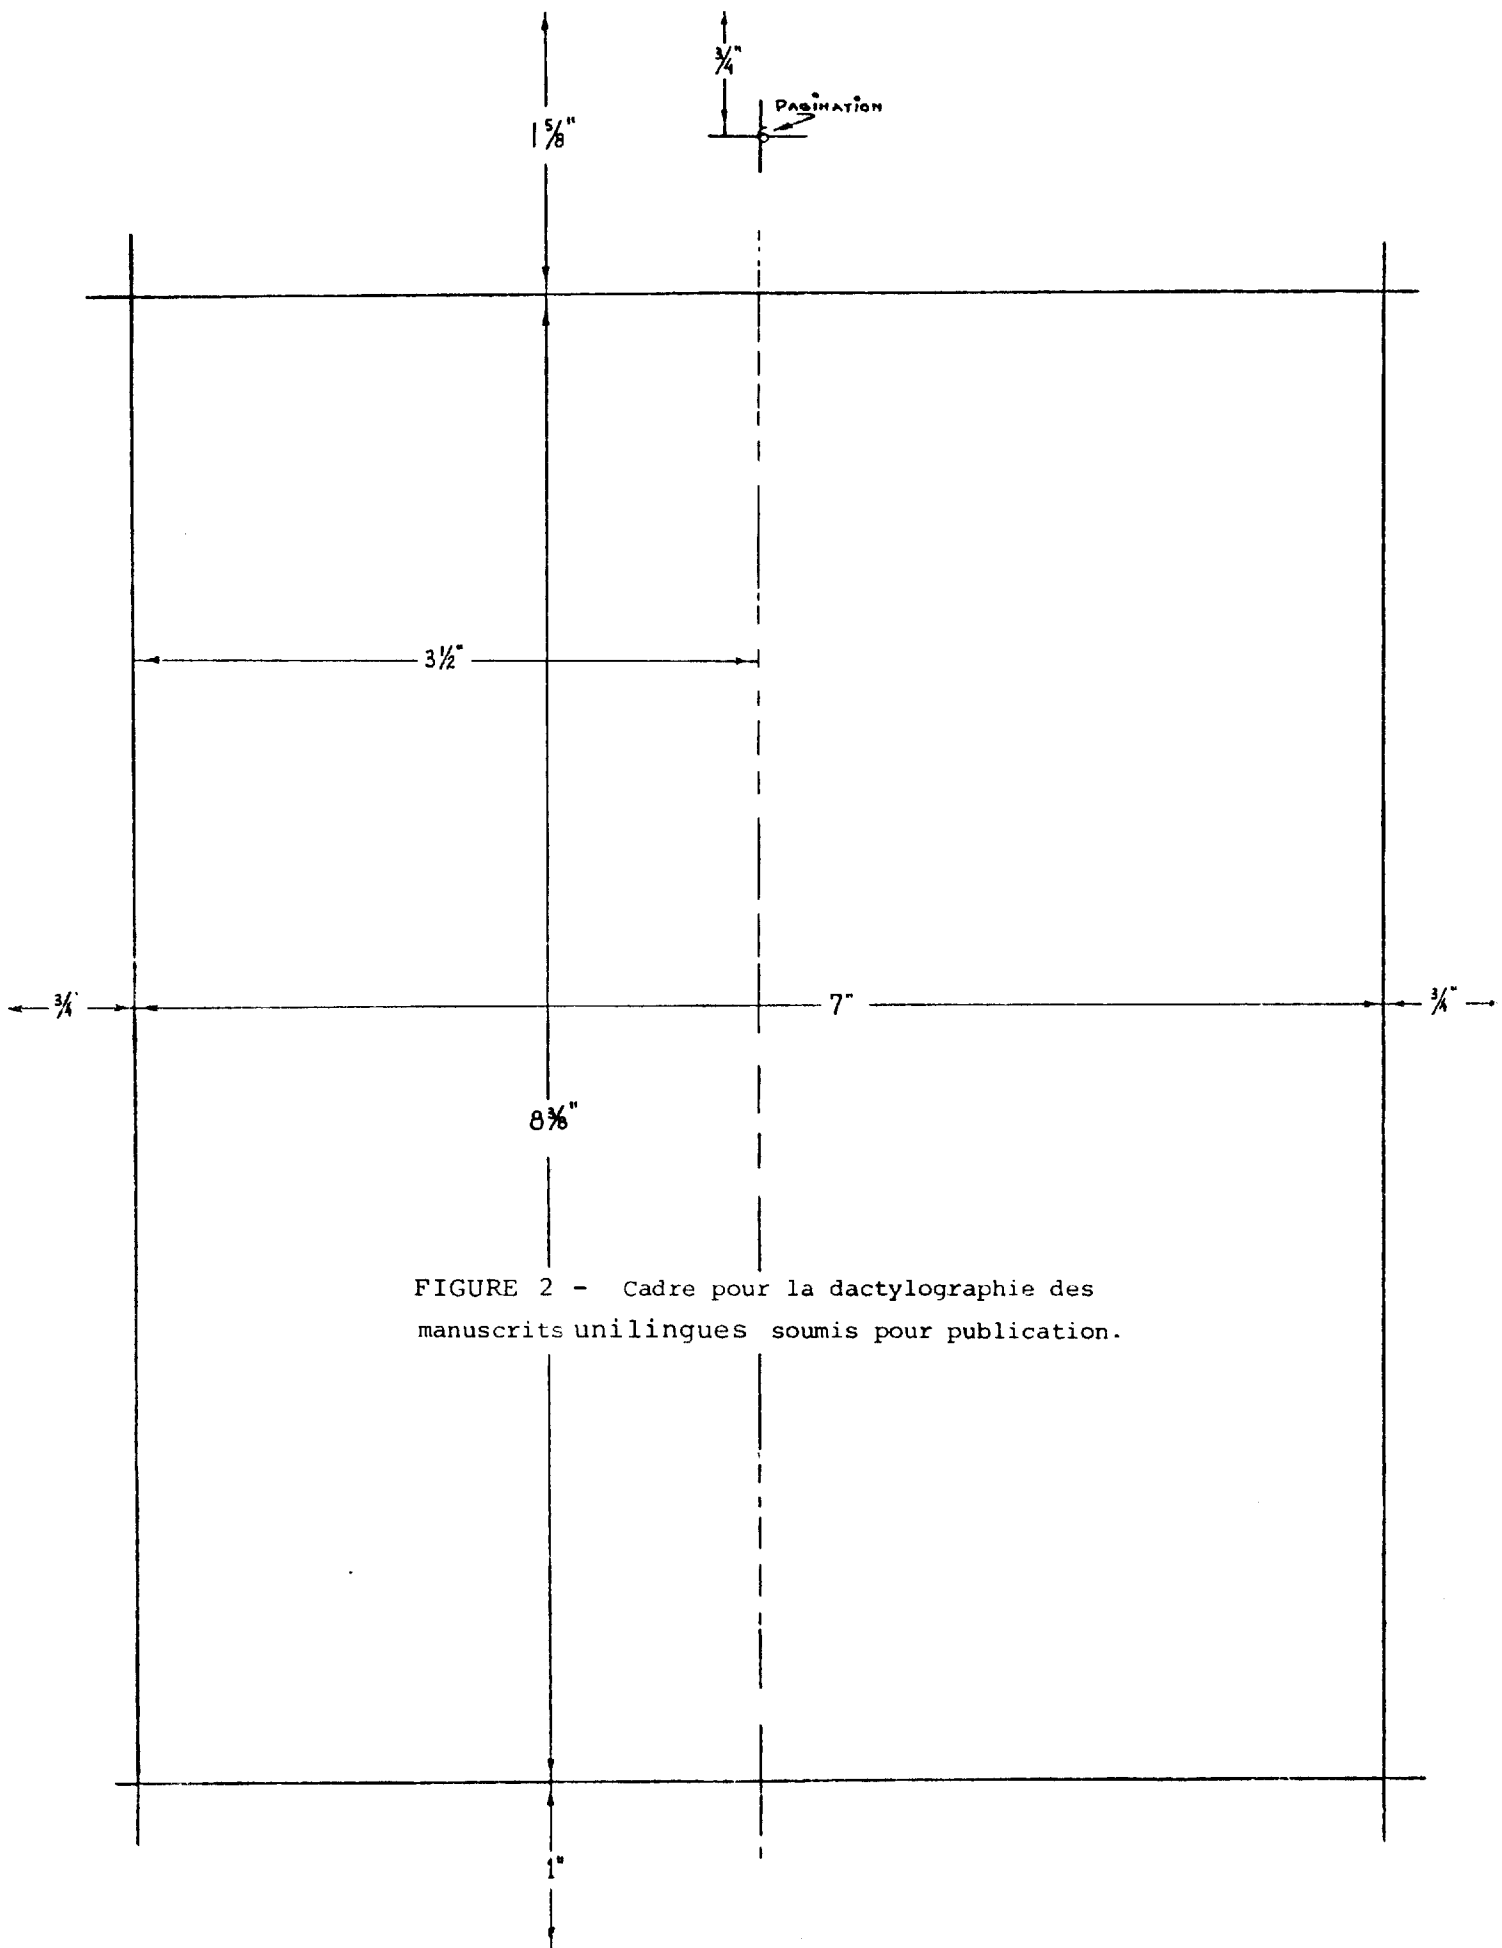 3/4"
PAGINATION
1 5/8"
3 1/2"
3/4"
7"
3/4"
8 3/8"
FIGURE 2 - Cadre pour la dactylographie des
manuscrits unilingues soumis pour publication.
1"